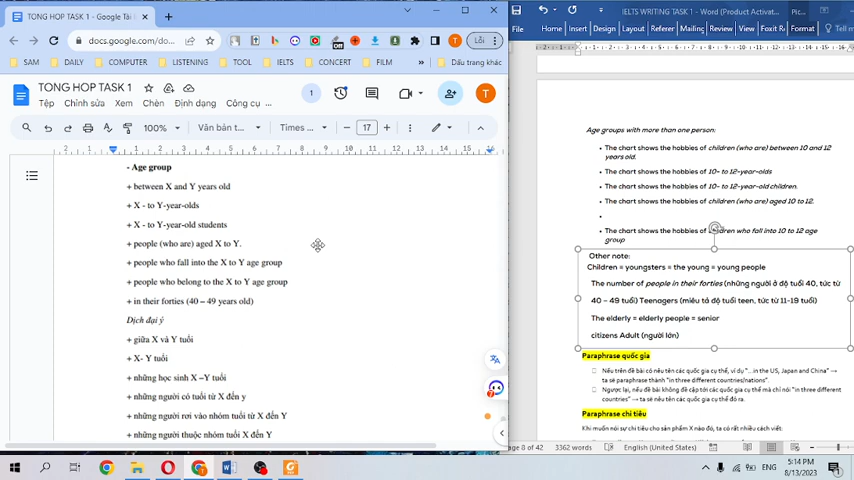 TONG HOP TASK 1 - Google Tài
docs.google.com/do...
Lỗi
SAM
DAILY
COMPUTER
LISTENING
TOOL
IELTS
CONCERT
FILM
Dấu trang khác
TONG HOP TASK 1
Tệp Chỉnh sửa Xem Chèn Định dạng Công cụ ...
1
T
100%
Văn bản t...
Times ...
17
- Age group
+ between X and Y years old
+ X - to Y-year-olds
+ X - to Y-year-old students
+ people (who are) aged X to Y.
+ people who fall into the X to Y age group
+ people who belong to the X to Y age group
+ in their forties (40 – 49 years old)
Dịch đại ý
+ giữa X và Y tuổi
+ X- Y tuổi
+ những học sinh X –Y tuổi
+ những người có tuổi từ X đến y
+ những người rơi vào nhóm tuổi từ X đến Y
+ những người thuộc nhóm tuổi X đến Y
IELTS WRITING TASK 1 - Word (Product Activat
File Home Insert Design Layout Referer Mailing Review View Foxit R Format Tell me
Age groups with more than one person:
The chart shows the hobbies of children (who are) between 10 and 12
years old.
The chart shows the hobbies of 10- to 12-year-olds
The chart shows the hobbies of 10- to 12-year-old children.
The chart shows the hobbies of children (who are) aged 10 to 12.
The chart shows the hobbies of children who fall into 10 to 12 age
group
Other note:
Children = youngsters = the young = young people
The number of people in their forties (những người ở độ tuổi 40, tức từ
40 – 49 tuổi) Teenagers (miêu tả độ tuổi teen, tức từ 11-19 tuổi)
The elderly = elderly people = senior
citizens Adult (người lớn)
Paraphrase quốc gia
Nếu trên đề bài có nêu tên các quốc gia cụ thể, ví dụ "...in the US, Japan and China" →
ta sẽ paraphrase thành "in three different countries/nations".
Ngược lại, nếu đề bài không đề cập tới các quốc gia cụ thể mà chỉ nói "in three different
countries" → ta sẽ nêu tên các quốc gia cụ thể đó ra.
Paraphrase chi tiêu
Khi muốn nói sự chi tiêu cho sản phẩm X nào đó, ta có rất nhiều cách viết:
Page 8 of 42 3362 words English (United States)
ENG
5:14 PM
8/13/2023